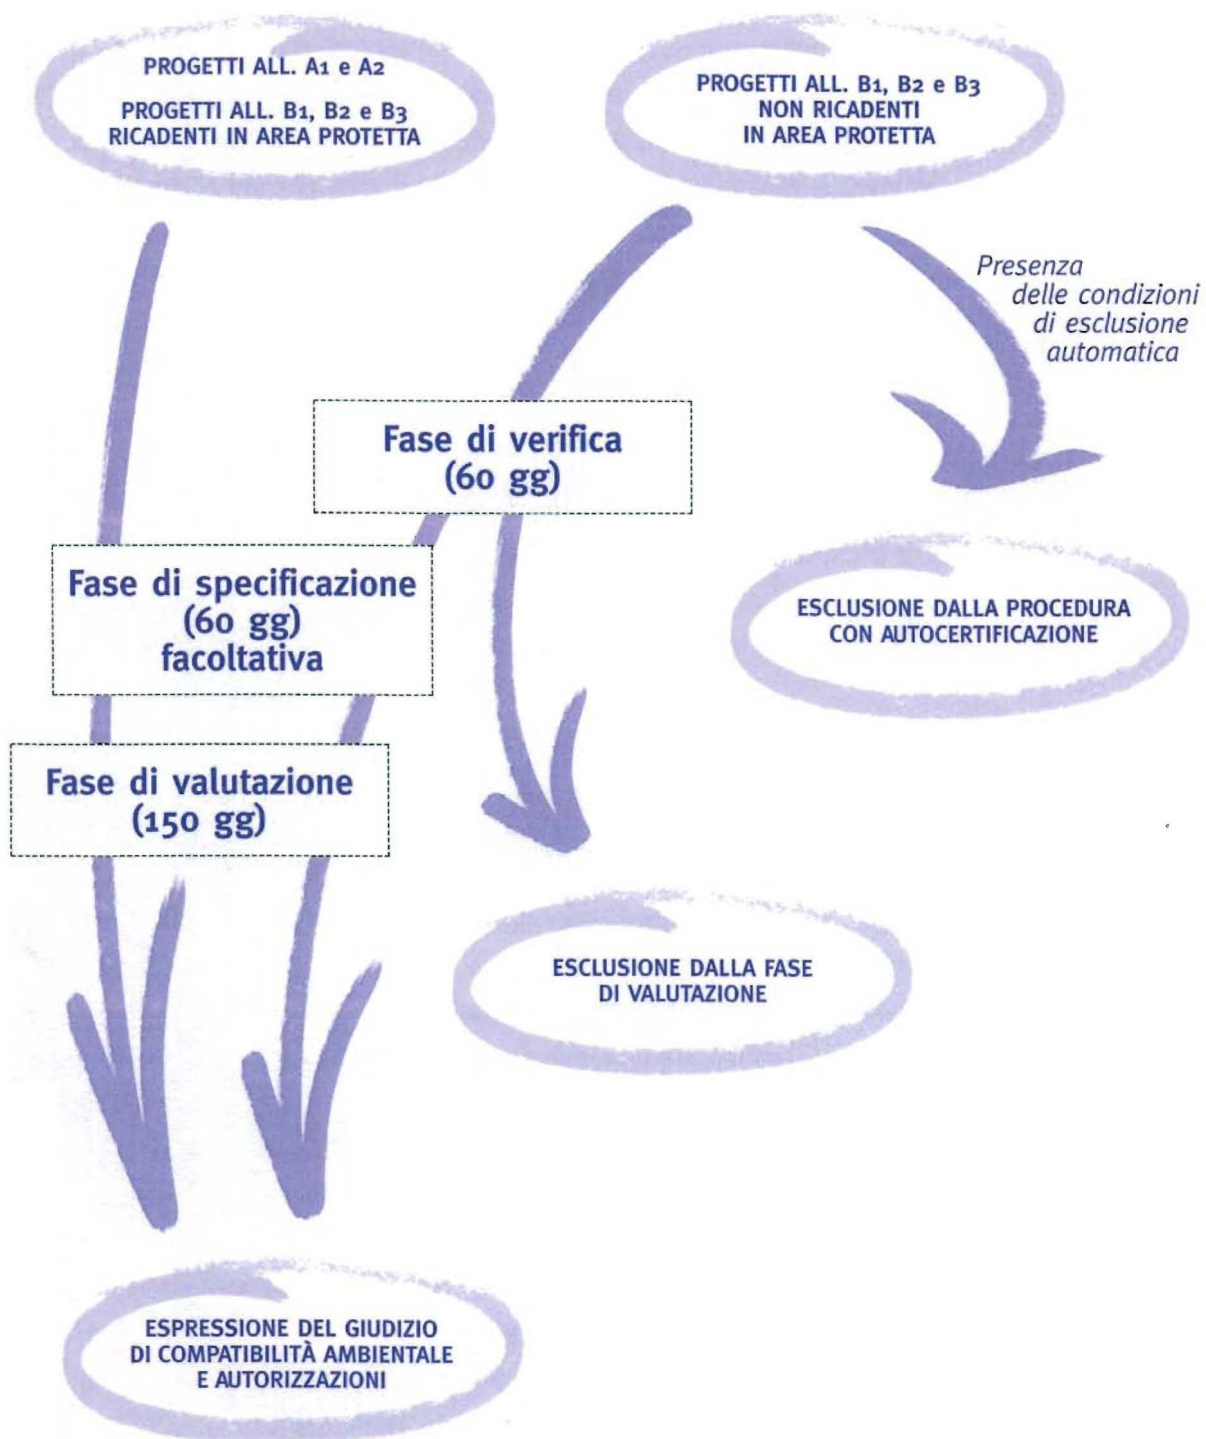 PROGETTI ALL. A1 e A2
PROGETTI ALL. B1, B2 e B3
RICADENTI IN AREA PROTETTA
PROGETTI ALL. B1, B2 e B3
NON RICADENTI
IN AREA PROTETTA
Presenza
delle condizioni
di esclusione
automatica
Fase di verifica
(60 gg)
Fase di specificazione
(60 gg)
facoltativa
ESCLUSIONE DALLA PROCEDURA
CON AUTOCERTIFICAZIONE
Fase di valutazione
(150 gg)
ESCLUSIONE DALLA FASE
DI VALUTAZIONE
ESPRESSIONE DEL GIUDIZIO
DI COMPATIBILITÀ AMBIENTALE
E AUTORIZZAZIONI